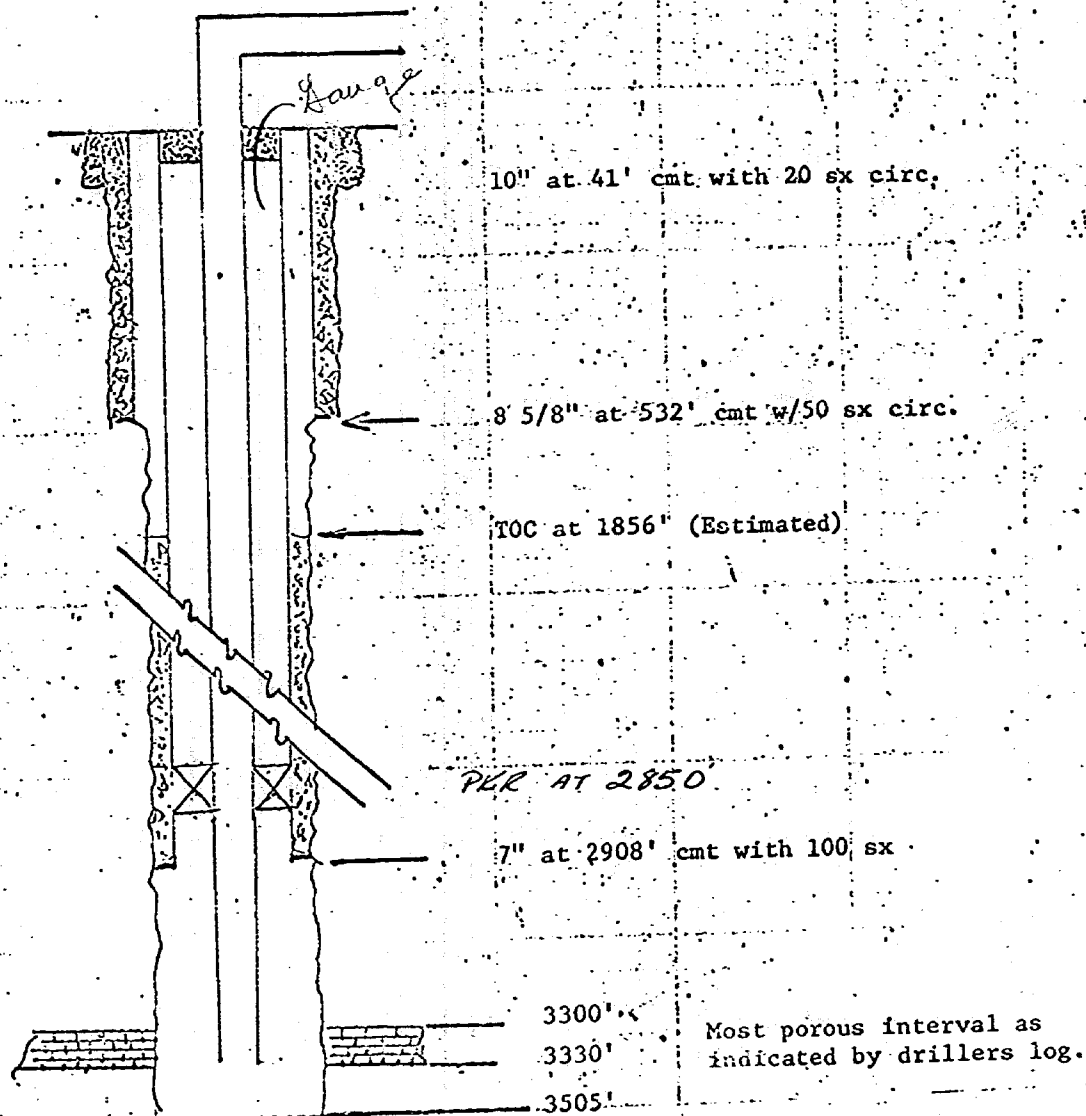 Gauge
10" at 41' cmt with 20 sx circ.
8 5/8" at 532' cmt w/50 sx circ.
TOC at 1856' (Estimated)
PKR AT 2850'
7" at 2908' cmt with 100 sx
3300'
3330'
Most porous interval as
indicated by drillers log.
3505'